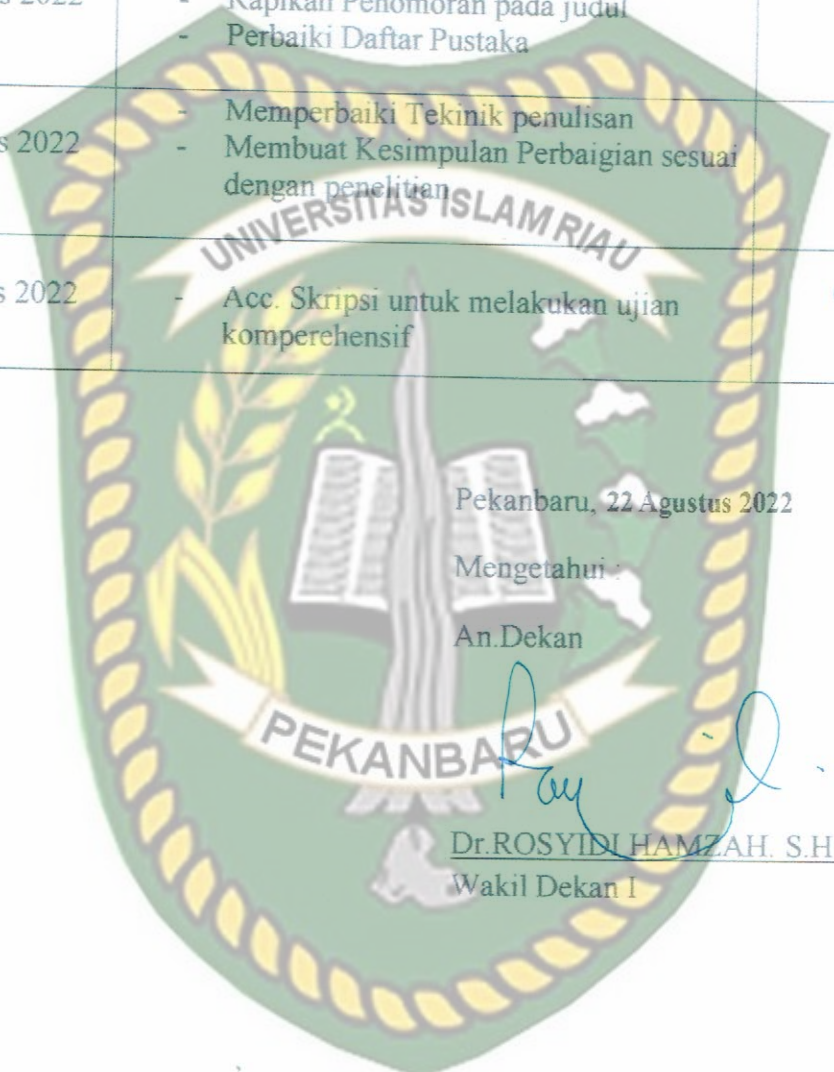 s 2022
- Rapikan Penomoran pada judul
- Perbaiki Daftar Pustaka
s 2022
- Memperbaiki Tekinik penulisan
- Membuat Kesimpulan Perbaigian sesuai
dengan penelitian
UNIVERSITAS ISLAM RIAU
s 2022
- Acc. Skripsi untuk melakukan ujian
komperehensif
Pekanbaru, 22 Agustus 2022
Mengetahui :
An.Dekan
PEKANBARU
Dr.ROSYIDI HAMZAH. S.H
Wakil Dekan I